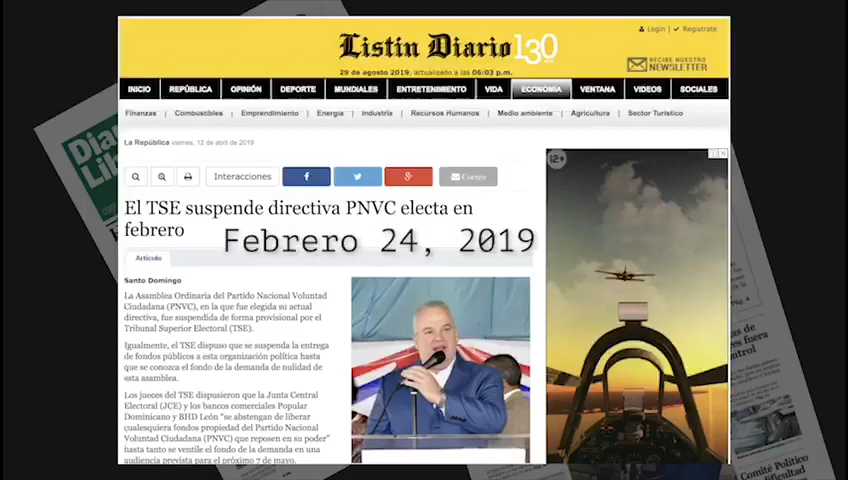 Login | Regístrate
Listin Diario 130
29 de agosto 2019, actualizado a las 06:03 p.m.
RECIBE NUESTRO
NEWSLETTER
INICIO REPÚBLICA OPINIÓN DEPORTE MUNDIALES ENTRETENIMIENTO VIDA ECONOMÍA VENTANA VIDEOS SOCIALES
Finanzas | Combustibles | Emprendimiento | Energía | Industria | Recursos Humanos | Medio ambiente | Agricultura | Sector Turístico
La República viernes, 12 de abril de 2019
Interacciones Correo
12+
El TSE suspende directiva PNVC electa en
febrero
Febrero 24, 2019
Artículo
Santo Domingo
La Asamblea Ordinaria del Partido Nacional Voluntad
Ciudadana (PNVC), en la que fue elegida su actual
directiva, fue suspendida de forma provisional por el
Tribunal Superior Electoral (TSE).
Igualmente, el TSE dispuso que se suspenda la entrega
de fondos públicos a esta organización política hasta
que se conozca el fondo de la demanda de nulidad de
esta asamblea.
Los jueces del TSE dispusieron que la Junta Central
Electoral (JCE) y los bancos comerciales Popular
Dominicano y BHD León "se abstengan de liberar
cualesquiera fondos propiedad del Partido Nacional
Voluntad Ciudadana (PNVC) que reposen en su poder"
hasta tanto se ventile el fondo de la demanda en una
audiencia prevista para el próximo 7 de mayo.
Comité Político